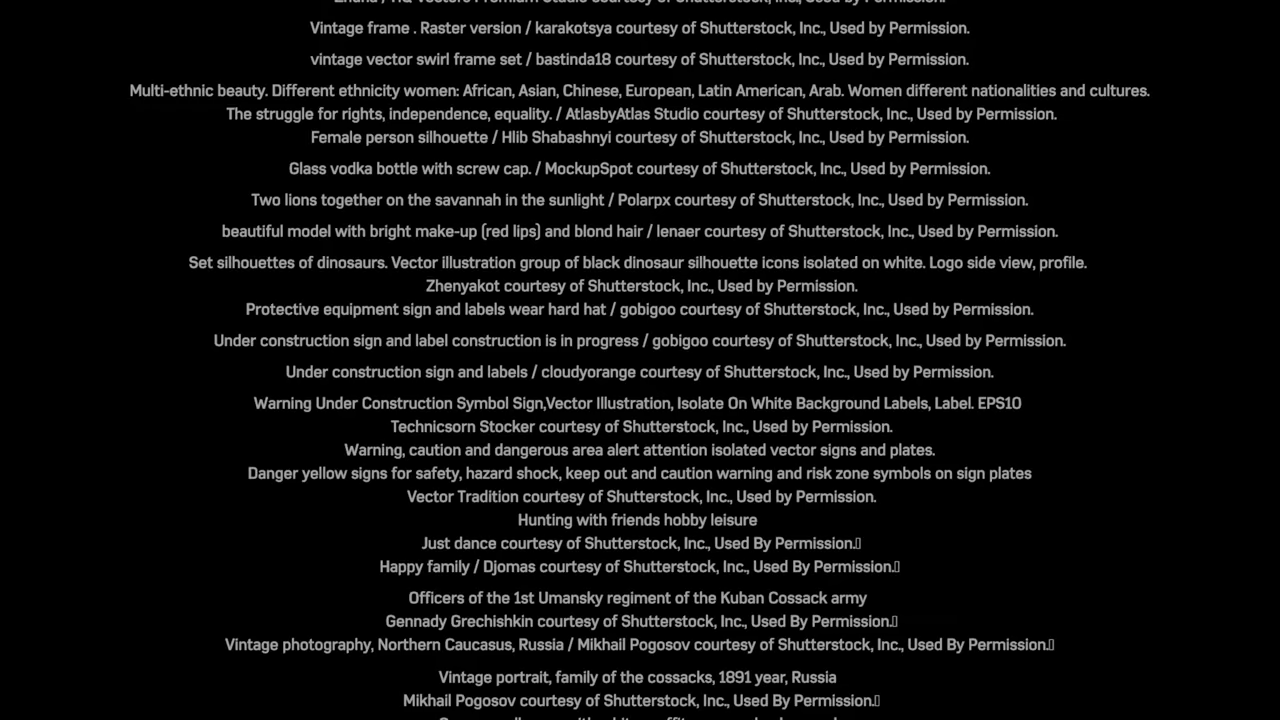 Vintage frame . Raster version / karakotsya courtesy of Shutterstock, Inc., Used by Permission.
vintage vector swirl frame set / bastinda18 courtesy of Shutterstock, Inc., Used by Permission.
Multi-ethnic beauty. Different ethnicity women: African, Asian, Chinese, European, Latin American, Arab. Women different nationalities and cultures.
The struggle for rights, independence, equality. / AtlasbyAtlas Studio courtesy of Shutterstock, Inc., Used by Permission.
Female person silhouette / Hlib Shabashnyi courtesy of Shutterstock, Inc., Used by Permission.
Glass vodka bottle with screw cap. / MockupSpot courtesy of Shutterstock, Inc., Used by Permission.
Two lions together on the savannah in the sunlight / Polarpx courtesy of Shutterstock, Inc., Used by Permission.
beautiful model with bright make-up (red lips) and blond hair / lenaer courtesy of Shutterstock, Inc., Used by Permission.
Set silhouettes of dinosaurs. Vector illustration group of black dinosaur silhouette icons isolated on white. Logo side view, profile.
Zhenyakot courtesy of Shutterstock, Inc., Used by Permission.
Protective equipment sign and labels wear hard hat / gobigoo courtesy of Shutterstock, Inc., Used by Permission.
Under construction sign and label construction is in progress / gobigoo courtesy of Shutterstock, Inc., Used by Permission.
Under construction sign and labels / cloudyorange courtesy of Shutterstock, Inc., Used by Permission.
Warning Under Construction Symbol Sign,Vector Illustration, Isolate On White Background Labels, Label. EPS10
Technicsorn Stocker courtesy of Shutterstock, Inc., Used by Permission.
Warning, caution and dangerous area alert attention isolated vector signs and plates.
Danger yellow signs for safety, hazard shock, keep out and caution warning and risk zone symbols on sign plates
Vector Tradition courtesy of Shutterstock, Inc., Used by Permission.
Hunting with friends hobby leisure
Just dance courtesy of Shutterstock, Inc., Used By Permission.
Happy family / Djomas courtesy of Shutterstock, Inc., Used By Permission.
Officers of the 1st Umansky regiment of the Kuban Cossack army
Gennady Grechishkin courtesy of Shutterstock, Inc., Used By Permission.
Vintage photography, Northern Caucasus, Russia / Mikhail Pogosov courtesy of Shutterstock, Inc., Used By Permission.
Vintage portrait, family of the cossacks, 1891 year, Russia
Mikhail Pogosov courtesy of Shutterstock, Inc., Used By Permission.